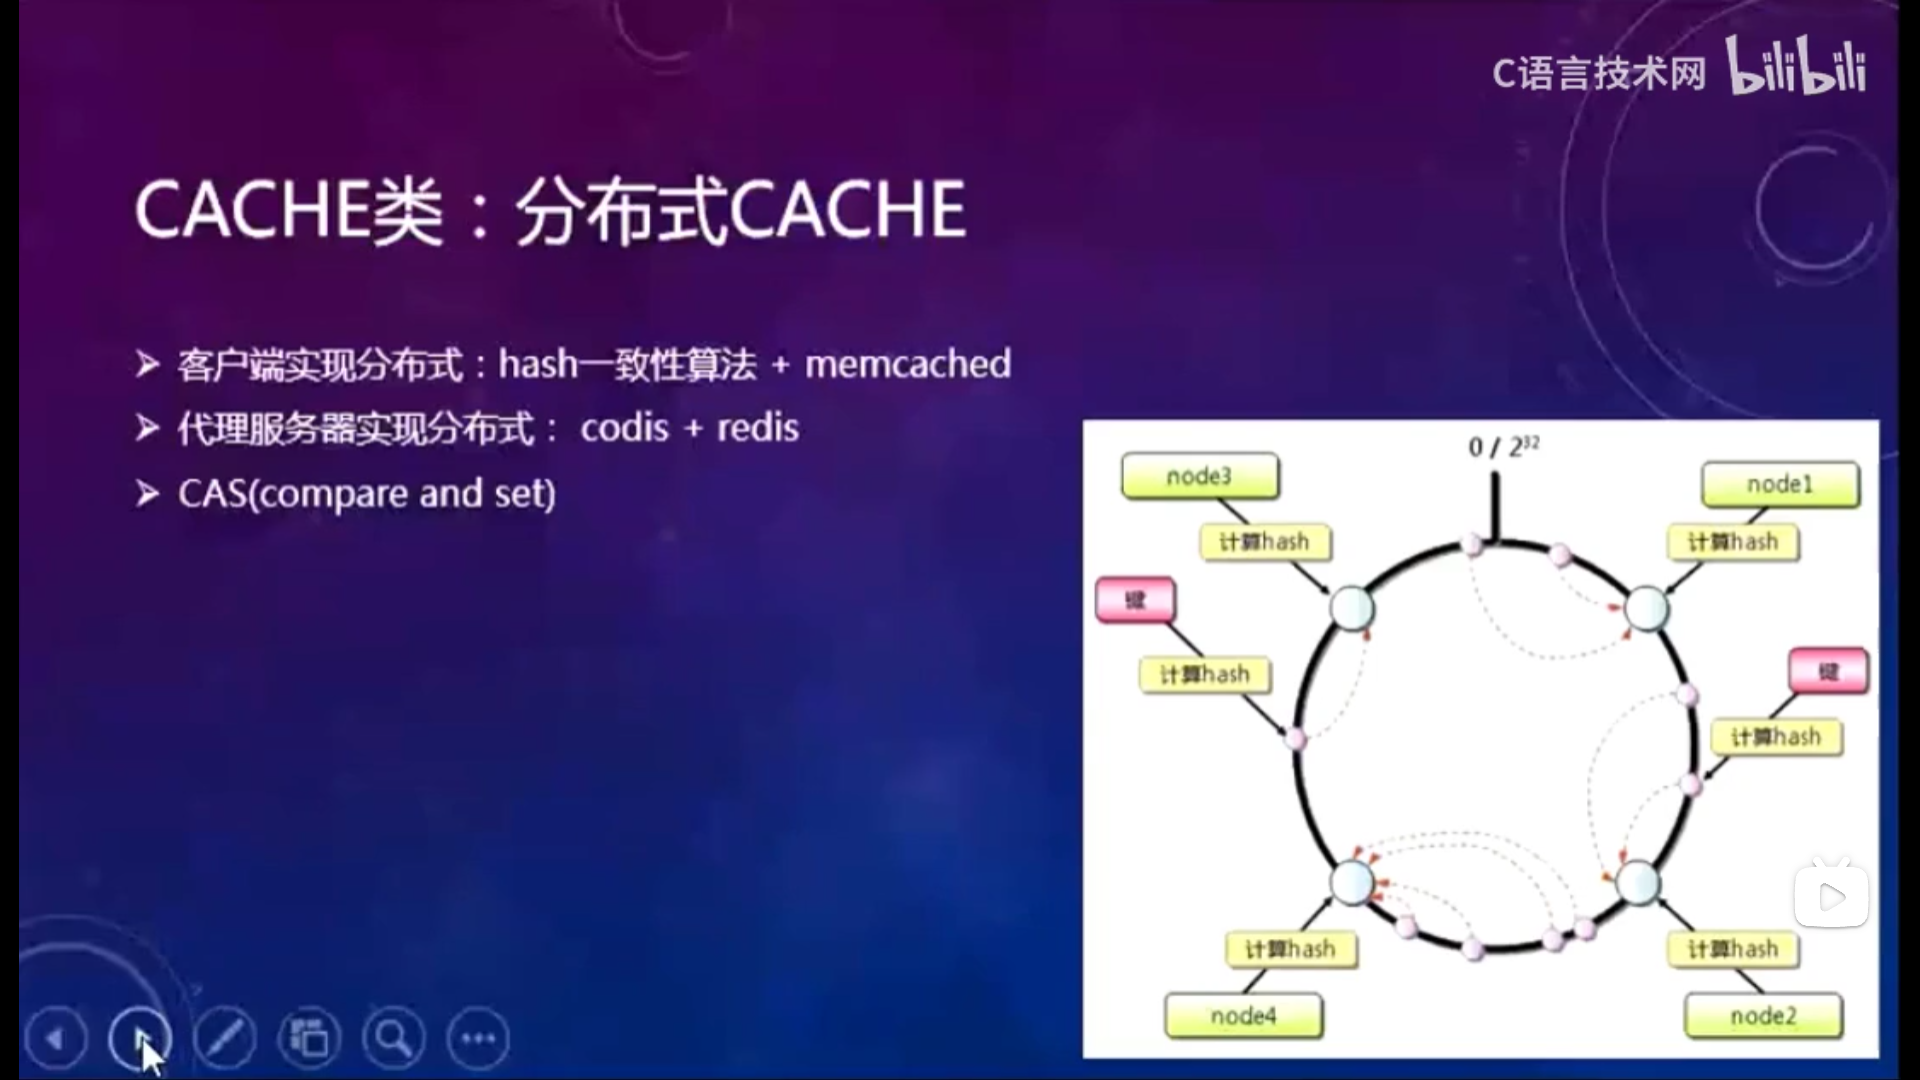 C语言技术网 bilibili
CACHE类：分布式CACHE
客户端实现分布式：hash一致性算法 + memcached
代理服务器实现分布式： codis + redis
CAS(compare and set)
0 / 2³²
node3
node1
计算hash
计算hash
键
键
计算hash
计算hash
计算hash
计算hash
node4
node2